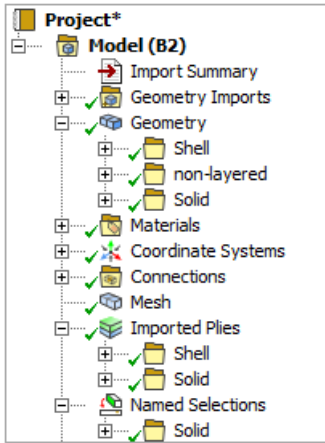 Project*
Model (B2)
Import Summary
Geometry Imports
Geometry
Shell
non-layered
Solid
Materials
Coordinate Systems
Connections
Mesh
Imported Plies
Shell
Solid
Named Selections
Solid